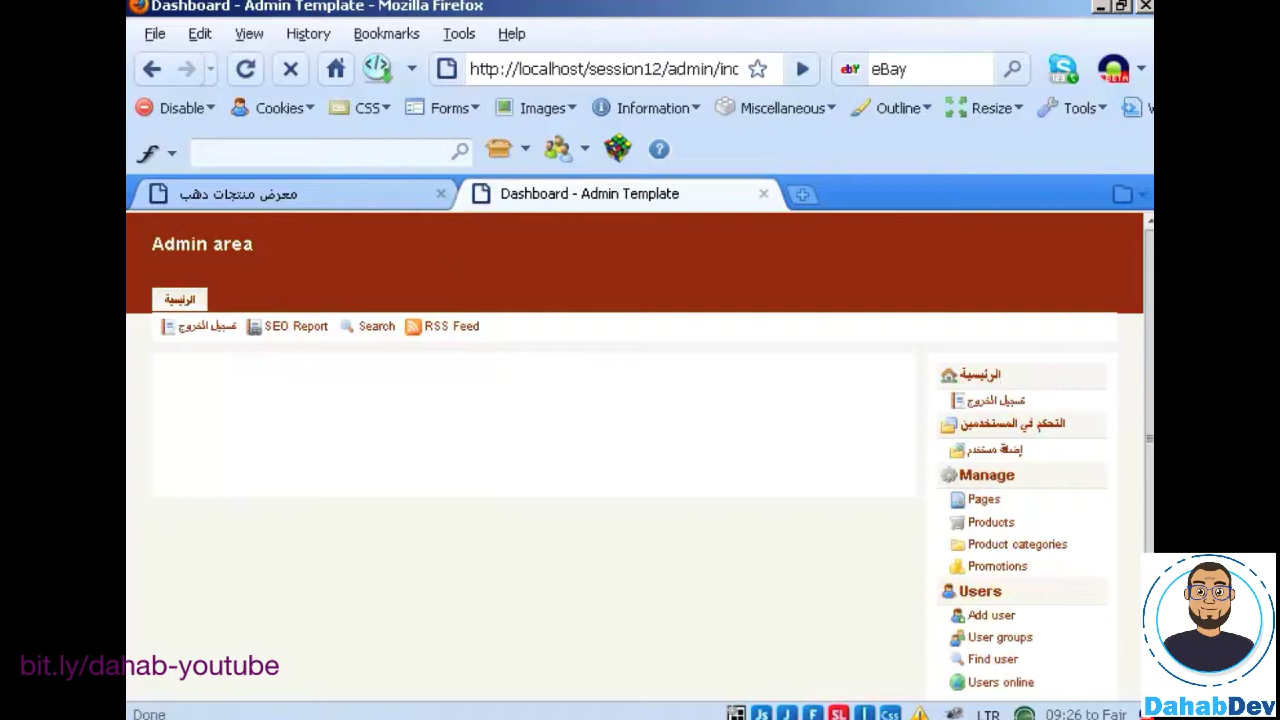 Dashboard - Admin Template - Mozilla Firefox
File Edit View History Bookmarks Tools Help
http://localhost/session12/admin/inc eBay
Disable Cookies CSS Forms Images Information Miscellaneous Outline Resize Tools
معرض منتجات دهب
Dashboard - Admin Template
Admin area
الرئيسية
تسجيل الخروج SEO Report Search RSS Feed
الرئيسية
تسجيل الخروج
التحكم في المستخدمين
إضافة مستخدم
Manage
Pages
Products
Product categories
Promotions
Users
Add user
User groups
Find user
Users online
bit.ly/dahab-youtube
DahabDev
Done
Js J F SL I Css LTR 09:26 to Fajr